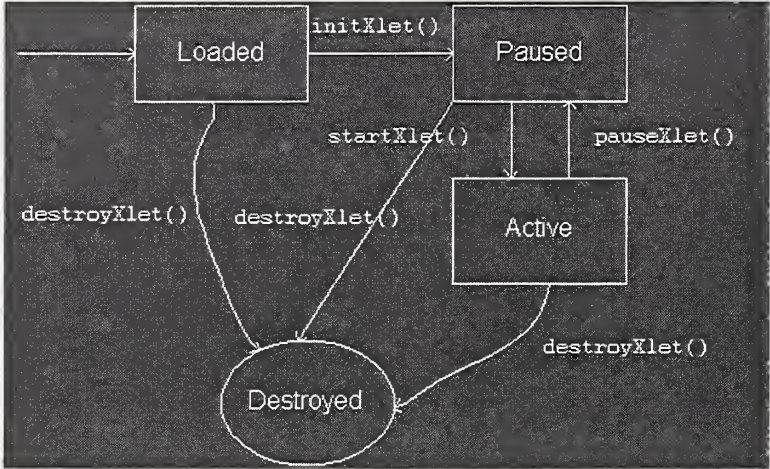 initXlet()
Loaded
Paused
startXlet()
pauseXlet()
destroyXlet()
destroyXlet()
Active
destroyXlet()
Destroyed